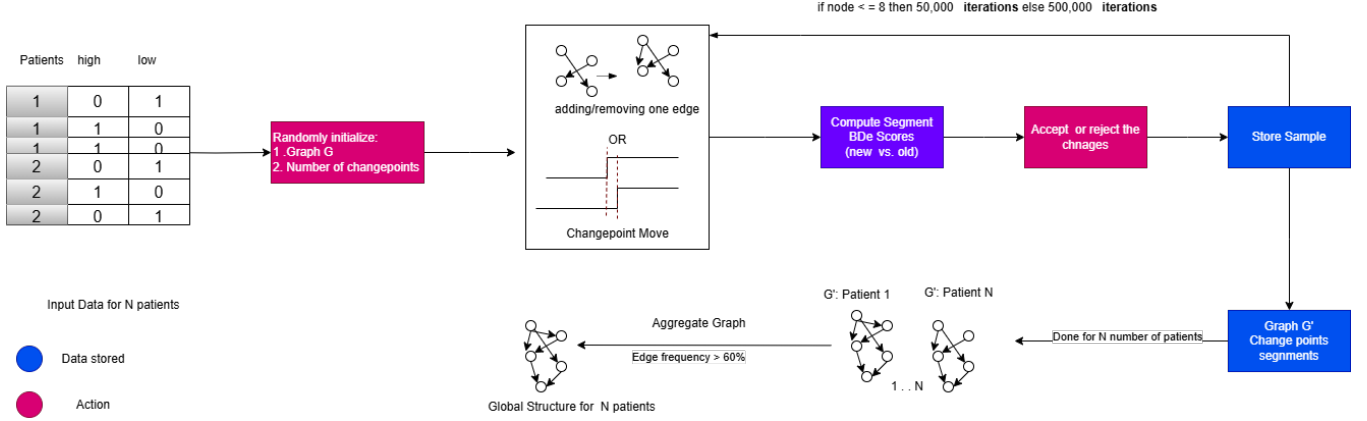 if node < = 8 then 50,000 iterations else 500,000 iterations
Patients high low
1 0 1
1 1 0
1 1 0
2 0 1
2 1 0
2 0 1
Input Data for N patients
Data stored
Action
Randomly initialize:
1 .Graph G
2. Number of changepoints
adding/removing one edge
OR
Changepoint Move
Compute Segment
BDe Scores
(new vs. old)
Accept or reject the
chnages
Store Sample
Graph G'
Change points
segnments
Done for N number of patients
G': Patient 1
G': Patient N
1 . . N
Aggregate Graph
Edge frequency > 60%
Global Structure for N patients